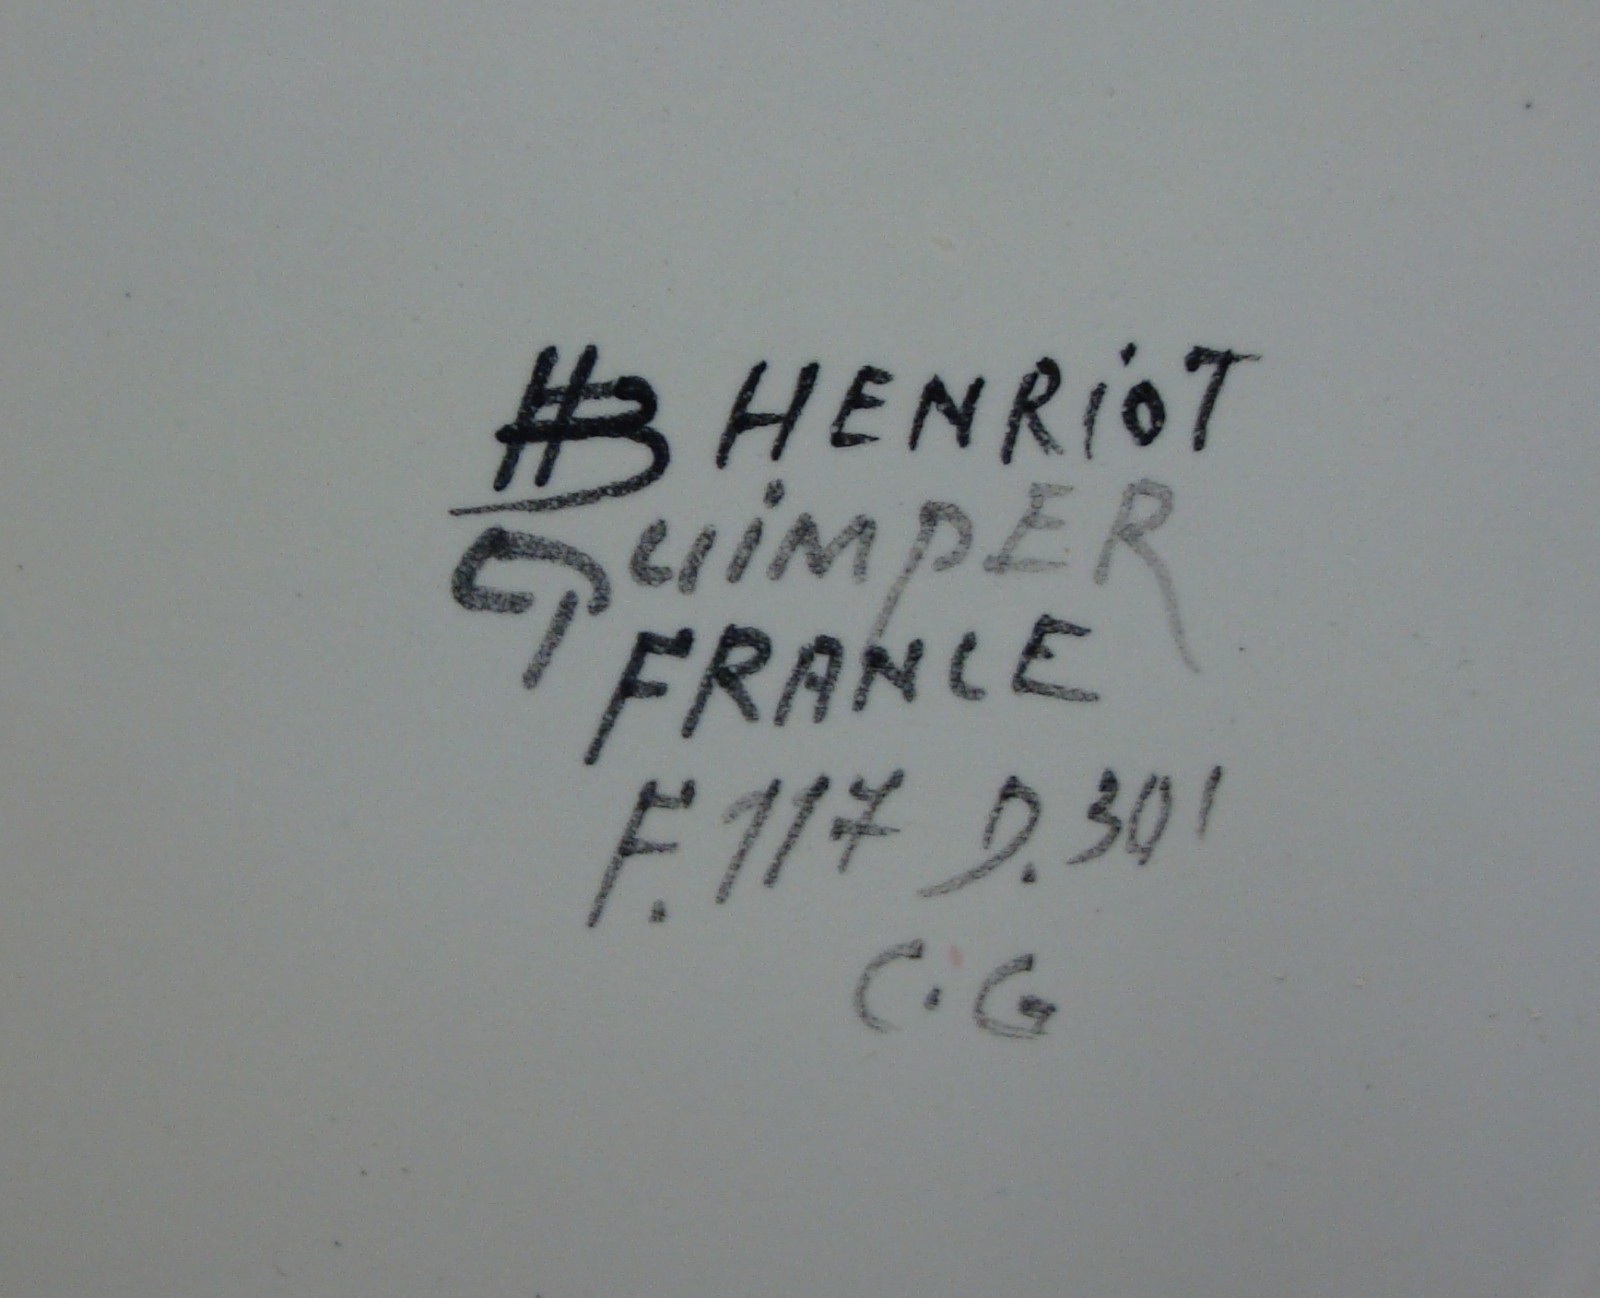 HB HENRiOT
QUiMPER
FRANCE
F.117 D.301
C.G